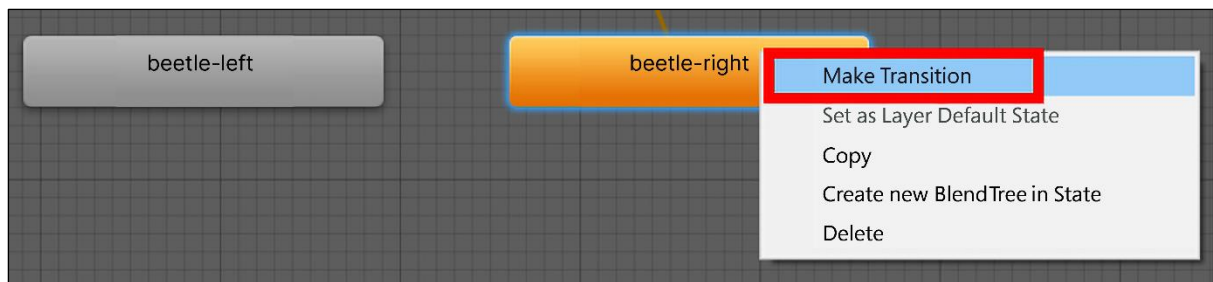 beetle-left
beetle-right
Make Transition
Set as Layer Default State
Copy
Create new BlendTree in State
Delete